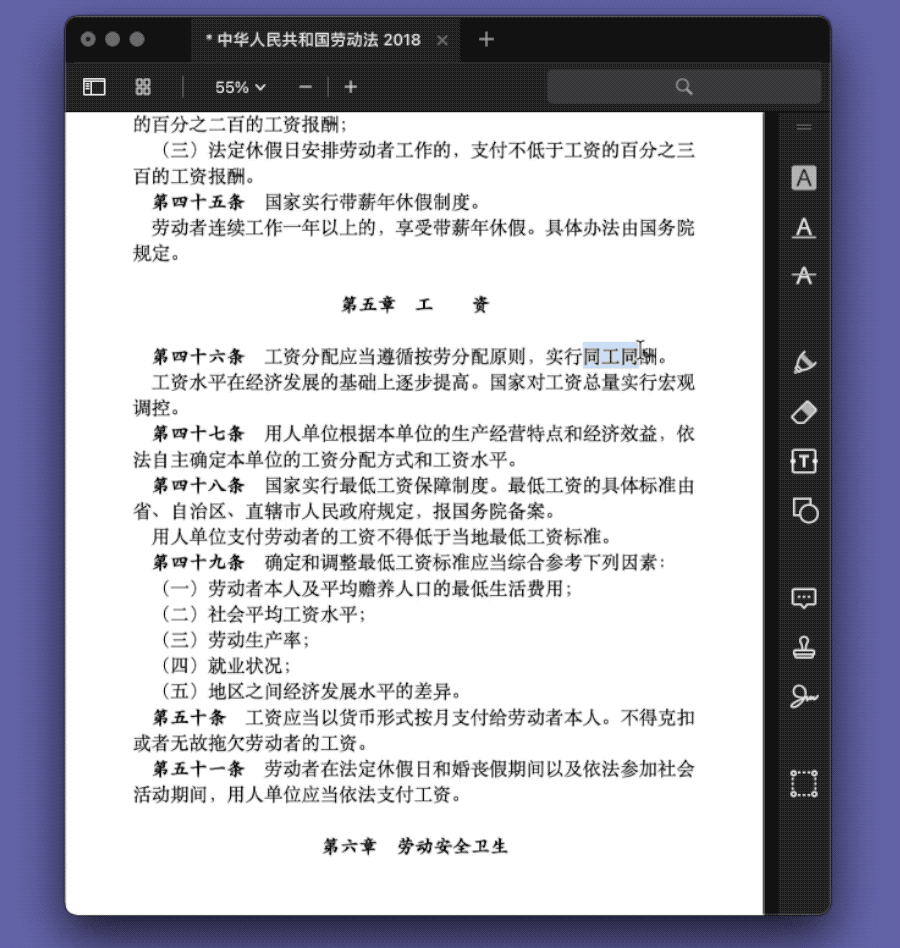 * 中华人民共和国劳动法 2018
55%
的百分之二百的工资报酬；
（三）法定休假日安排劳动者工作的，支付不低于工资的百分之三
百的工资报酬。
第四十五条　国家实行带薪年休假制度。
劳动者连续工作一年以上的，享受带薪年休假。具体办法由国务院
规定。
第五章　工　　资
第四十六条　工资分配应当遵循按劳分配原则，实行同工同酬。
工资水平在经济发展的基础上逐步提高。国家对工资总量实行宏观
调控。
第四十七条　用人单位根据本单位的生产经营特点和经济效益，依
法自主确定本单位的工资分配方式和工资水平。
第四十八条　国家实行最低工资保障制度。最低工资的具体标准由
省、自治区、直辖市人民政府规定，报国务院备案。
用人单位支付劳动者的工资不得低于当地最低工资标准。
第四十九条　确定和调整最低工资标准应当综合参考下列因素：
（一）劳动者本人及平均赡养人口的最低生活费用；
（二）社会平均工资水平；
（三）劳动生产率；
（四）就业状况；
（五）地区之间经济发展水平的差异。
第五十条　工资应当以货币形式按月支付给劳动者本人。不得克扣
或者无故拖欠劳动者的工资。
第五十一条　劳动者在法定休假日和婚丧假期间以及依法参加社会
活动期间，用人单位应当依法支付工资。
第六章　劳动安全卫生